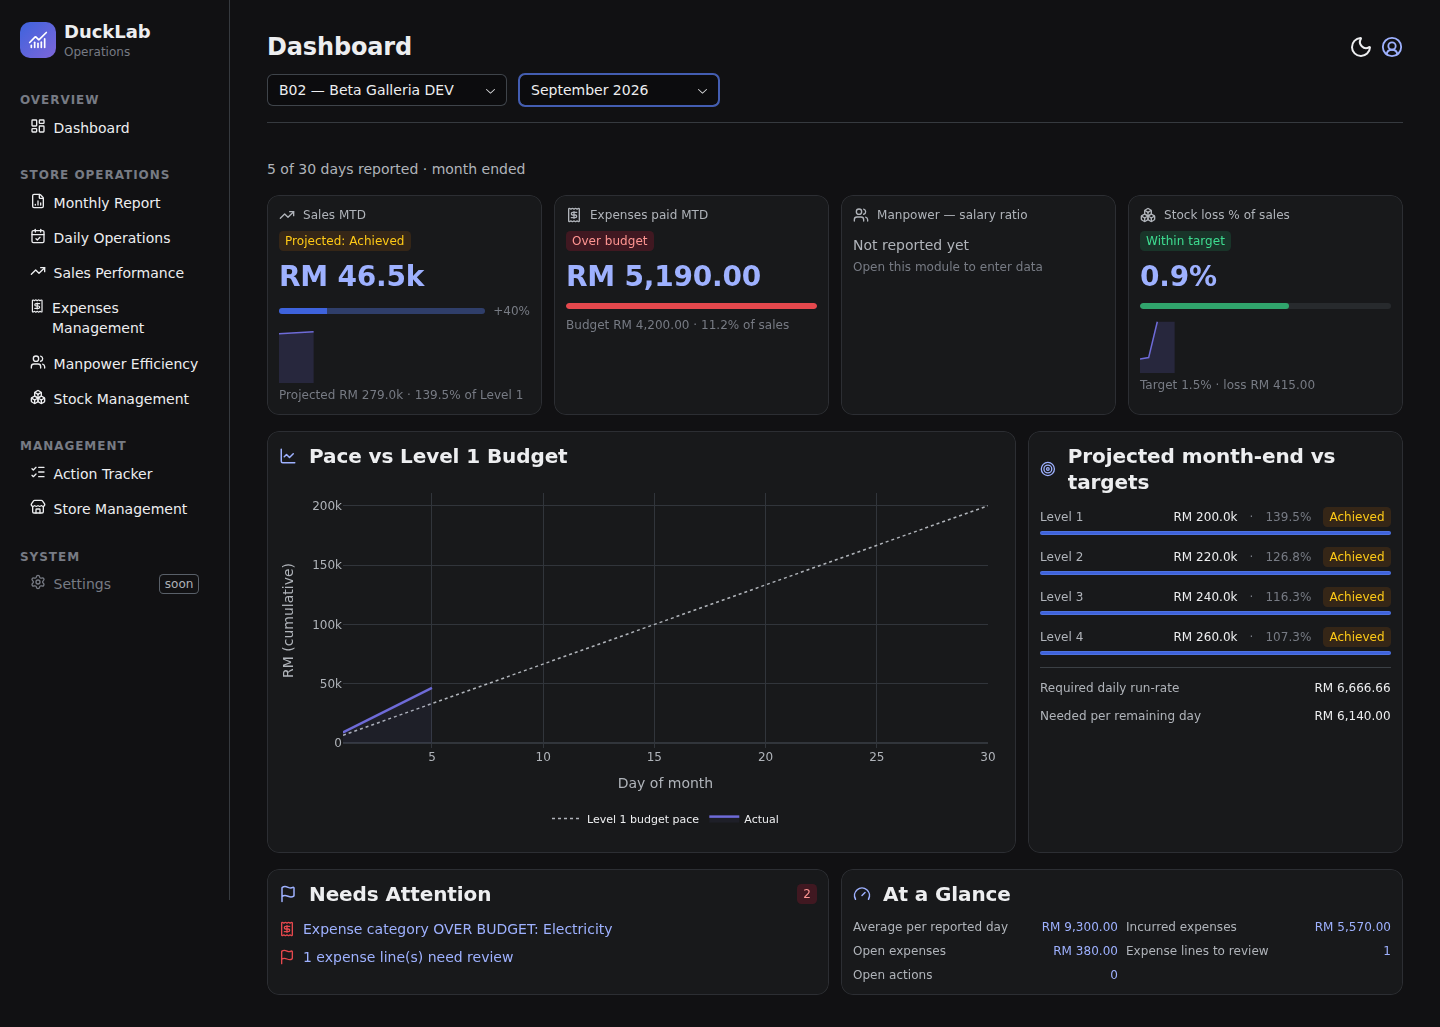 DuckLab
Operations
OVERVIEW
Dashboard
STORE OPERATIONS
Monthly Report
Daily Operations
Sales Performance
Expenses
Management
Manpower Efficiency
Stock Management
MANAGEMENT
Action Tracker
Store Management
SYSTEM
Settings soon
Dashboard
B02 — Beta Galleria DEV September 2026
5 of 30 days reported · month ended
Sales MTD
Projected: Achieved
RM 46.5k
+40%
Projected RM 279.0k · 139.5% of Level 1
Expenses paid MTD
Over budget
RM 5,190.00
Budget RM 4,200.00 · 11.2% of sales
Manpower — salary ratio
Not reported yet
Open this module to enter data
Stock loss % of sales
Within target
0.9%
Target 1.5% · loss RM 415.00
Pace vs Level 1 Budget
RM (cumulative)
200k
150k
100k
50k
0
5 10 15 20 25 30
Day of month
Level 1 budget pace Actual
Projected month-end vs
targets
Level 1 RM 200.0k · 139.5% Achieved
Level 2 RM 220.0k · 126.8% Achieved
Level 3 RM 240.0k · 116.3% Achieved
Level 4 RM 260.0k · 107.3% Achieved
Required daily run-rate RM 6,666.66
Needed per remaining day RM 6,140.00
Needs Attention 2
Expense category OVER BUDGET: Electricity
1 expense line(s) need review
At a Glance
Average per reported day RM 9,300.00 Incurred expenses RM 5,570.00
Open expenses RM 380.00 Expense lines to review 1
Open actions 0